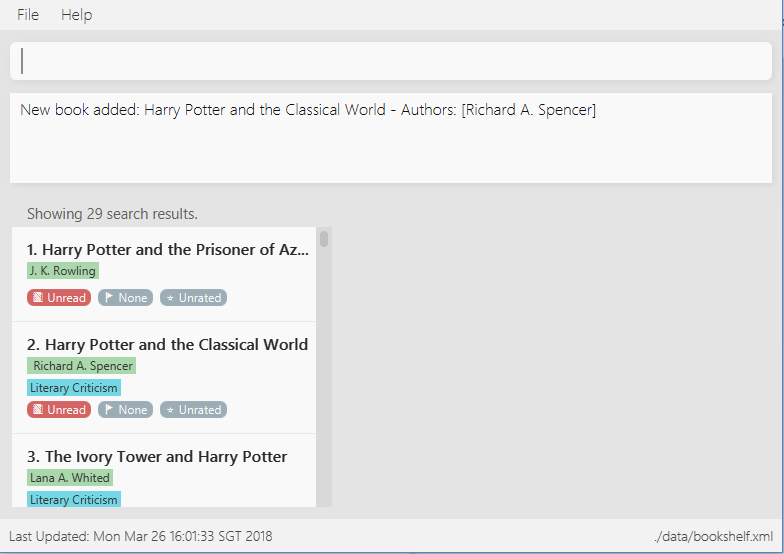 File Help
New book added: Harry Potter and the Classical World - Authors: [Richard A. Spencer]
Showing 29 search results.
1. Harry Potter and the Prisoner of Az...
J. K. Rowling
Unread None Unrated
2. Harry Potter and the Classical World
Richard A. Spencer
Literary Criticism
Unread None Unrated
3. The Ivory Tower and Harry Potter
Lana A. Whited
Literary Criticism
Last Updated: Mon Mar 26 16:01:33 SGT 2018 ./data/bookshelf.xml